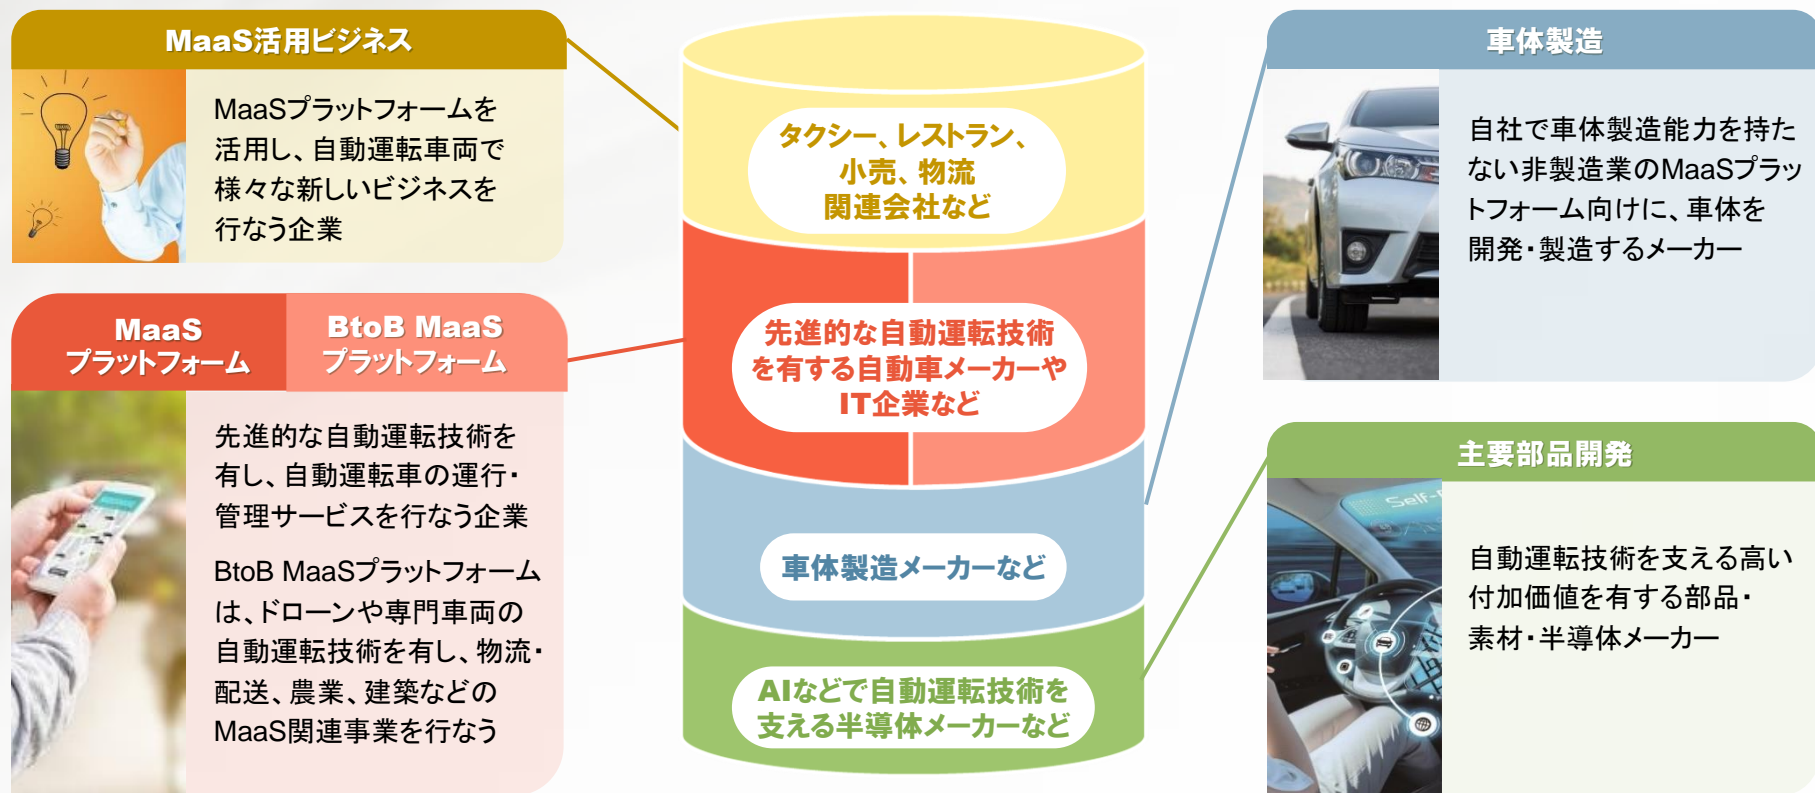 MaaS活用ビジネス
MaaSプラットフォームを
活用し、自動運転車両で
様々な新しいビジネスを
行なう企業
MaaS
プラットフォーム
BtoB MaaS
プラットフォーム
先進的な自動運転技術を
有し、自動運転車の運行・
管理サービスを行なう企業
BtoB MaaSプラットフォーム
は、ドローンや専門車両の
自動運転技術を有し、物流・
配送、農業、建築などの
MaaS関連事業を行なう
タクシー、レストラン、
小売、物流
関連会社など
先進的な自動運転技術
を有する自動車メーカーや
IT企業など
車体製造メーカーなど
AIなどで自動運転技術を
支える半導体メーカーなど
車体製造
自社で車体製造能力を持た
ない非製造業のMaaSプラッ
トフォーム向けに、車体を
開発・製造するメーカー
主要部品開発
Self-
自動運転技術を支える高い
付加価値を有する部品・
素材・半導体メーカー